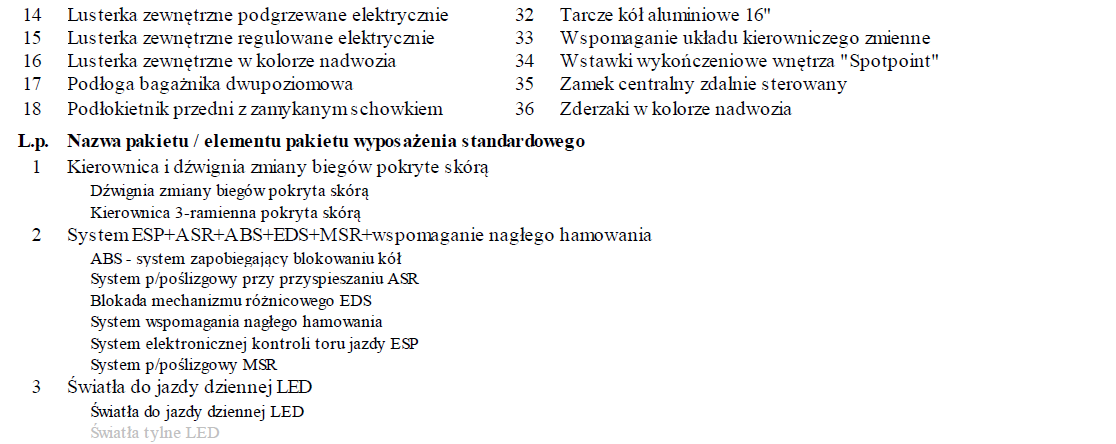 14 Lusterka zewnętrzne podgrzewane elektrycznie
15 Lusterka zewnętrzne regulowane elektrycznie
16 Lusterka zewnętrzne w kolorze nadwozia
17 Podłoga bagażnika dwupoziomowa
18 Podłokietnik przedni z zamykanym schowkiem
32 Tarcze kół aluminiowe 16"
33 Wspomaganie układu kierowniczego zmienne
34 Wstawki wykończeniowe wnętrza "Spotpoint"
35 Zamek centralny zdalnie sterowany
36 Zderzaki w kolorze nadwozia
L.p. Nazwa pakietu / elementu pakietu wyposażenia standardowego
1 Kierownica i dźwignia zmiany biegów pokryte skórą
Dźwignia zmiany biegów pokryta skórą
Kierownica 3-ramienna pokryta skórą
2 System ESP+ASR+ABS+EDS+MSR+wspomaganie nagłego hamowania
ABS - system zapobiegający blokowaniu kół
System p/poślizgowy przy przyspieszaniu ASR
Blokada mechanizmu różnicowego EDS
System wspomagania nagłego hamowania
System elektronicznej kontroli toru jazdy ESP
System p/poślizgowy MSR
3 Światła do jazdy dziennej LED
Światła do jazdy dziennej LED
Światła tylne LED